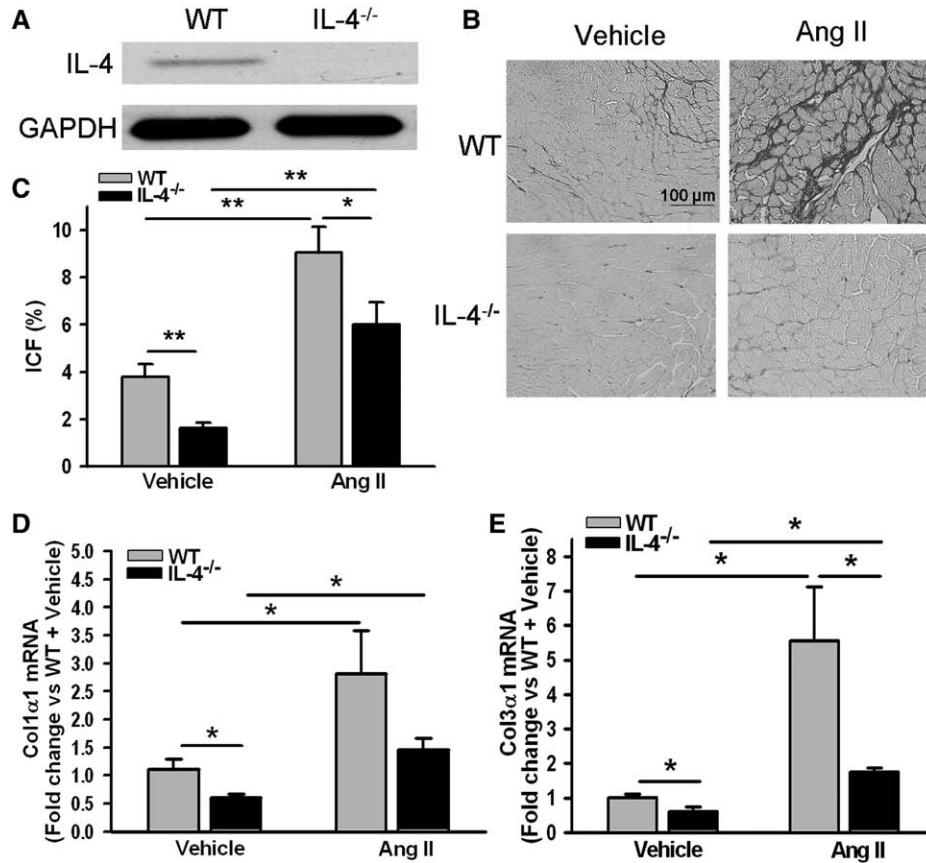 A
WT IL-4-/-
IL-4
GAPDH
B
Vehicle Ang II
WT
100 µm
IL-4-/-
C
WT
IL-4-/-
** **
** *
**
ICF (%)
10
8
6
4
2
0
Vehicle Ang II
D
WT
IL-4-/-
*
*
*
Col1α1 mRNA
(Fold change vs WT + Vehicle)
5.0
4.5
4.0
3.5
3.0
2.5
2.0
1.5
1.0
0.5
0.0
Vehicle Ang II
E
WT
IL-4-/-
*
* *
*
Col3α1 mRNA
(Fold change vs WT + Vehicle)
8
7
6
5
4
3
2
1
0
Vehicle Ang II